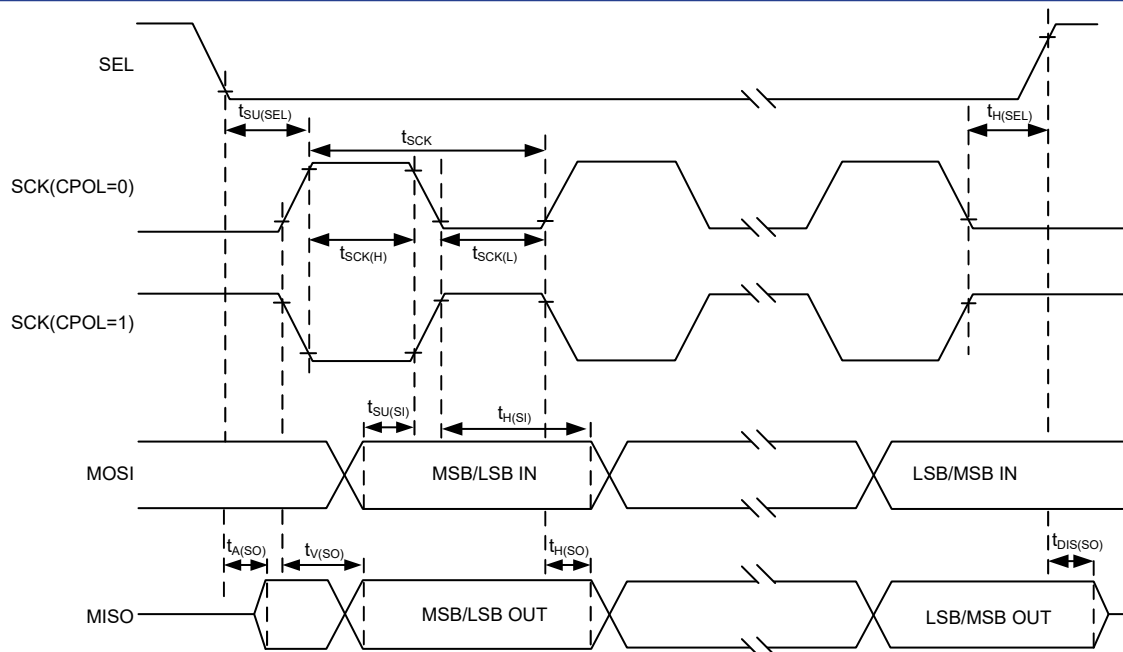 SEL
tSU(SEL)
tH(SEL)
tSCK
SCK(CPOL=0)
tSCK(H)
tSCK(L)
SCK(CPOL=1)
tSU(SI)
tH(SI)
MOSI
MSB/LSB IN
LSB/MSB IN
tA(SO)
tV(SO)
tH(SO)
tDIS(SO)
MISO
MSB/LSB OUT
LSB/MSB OUT